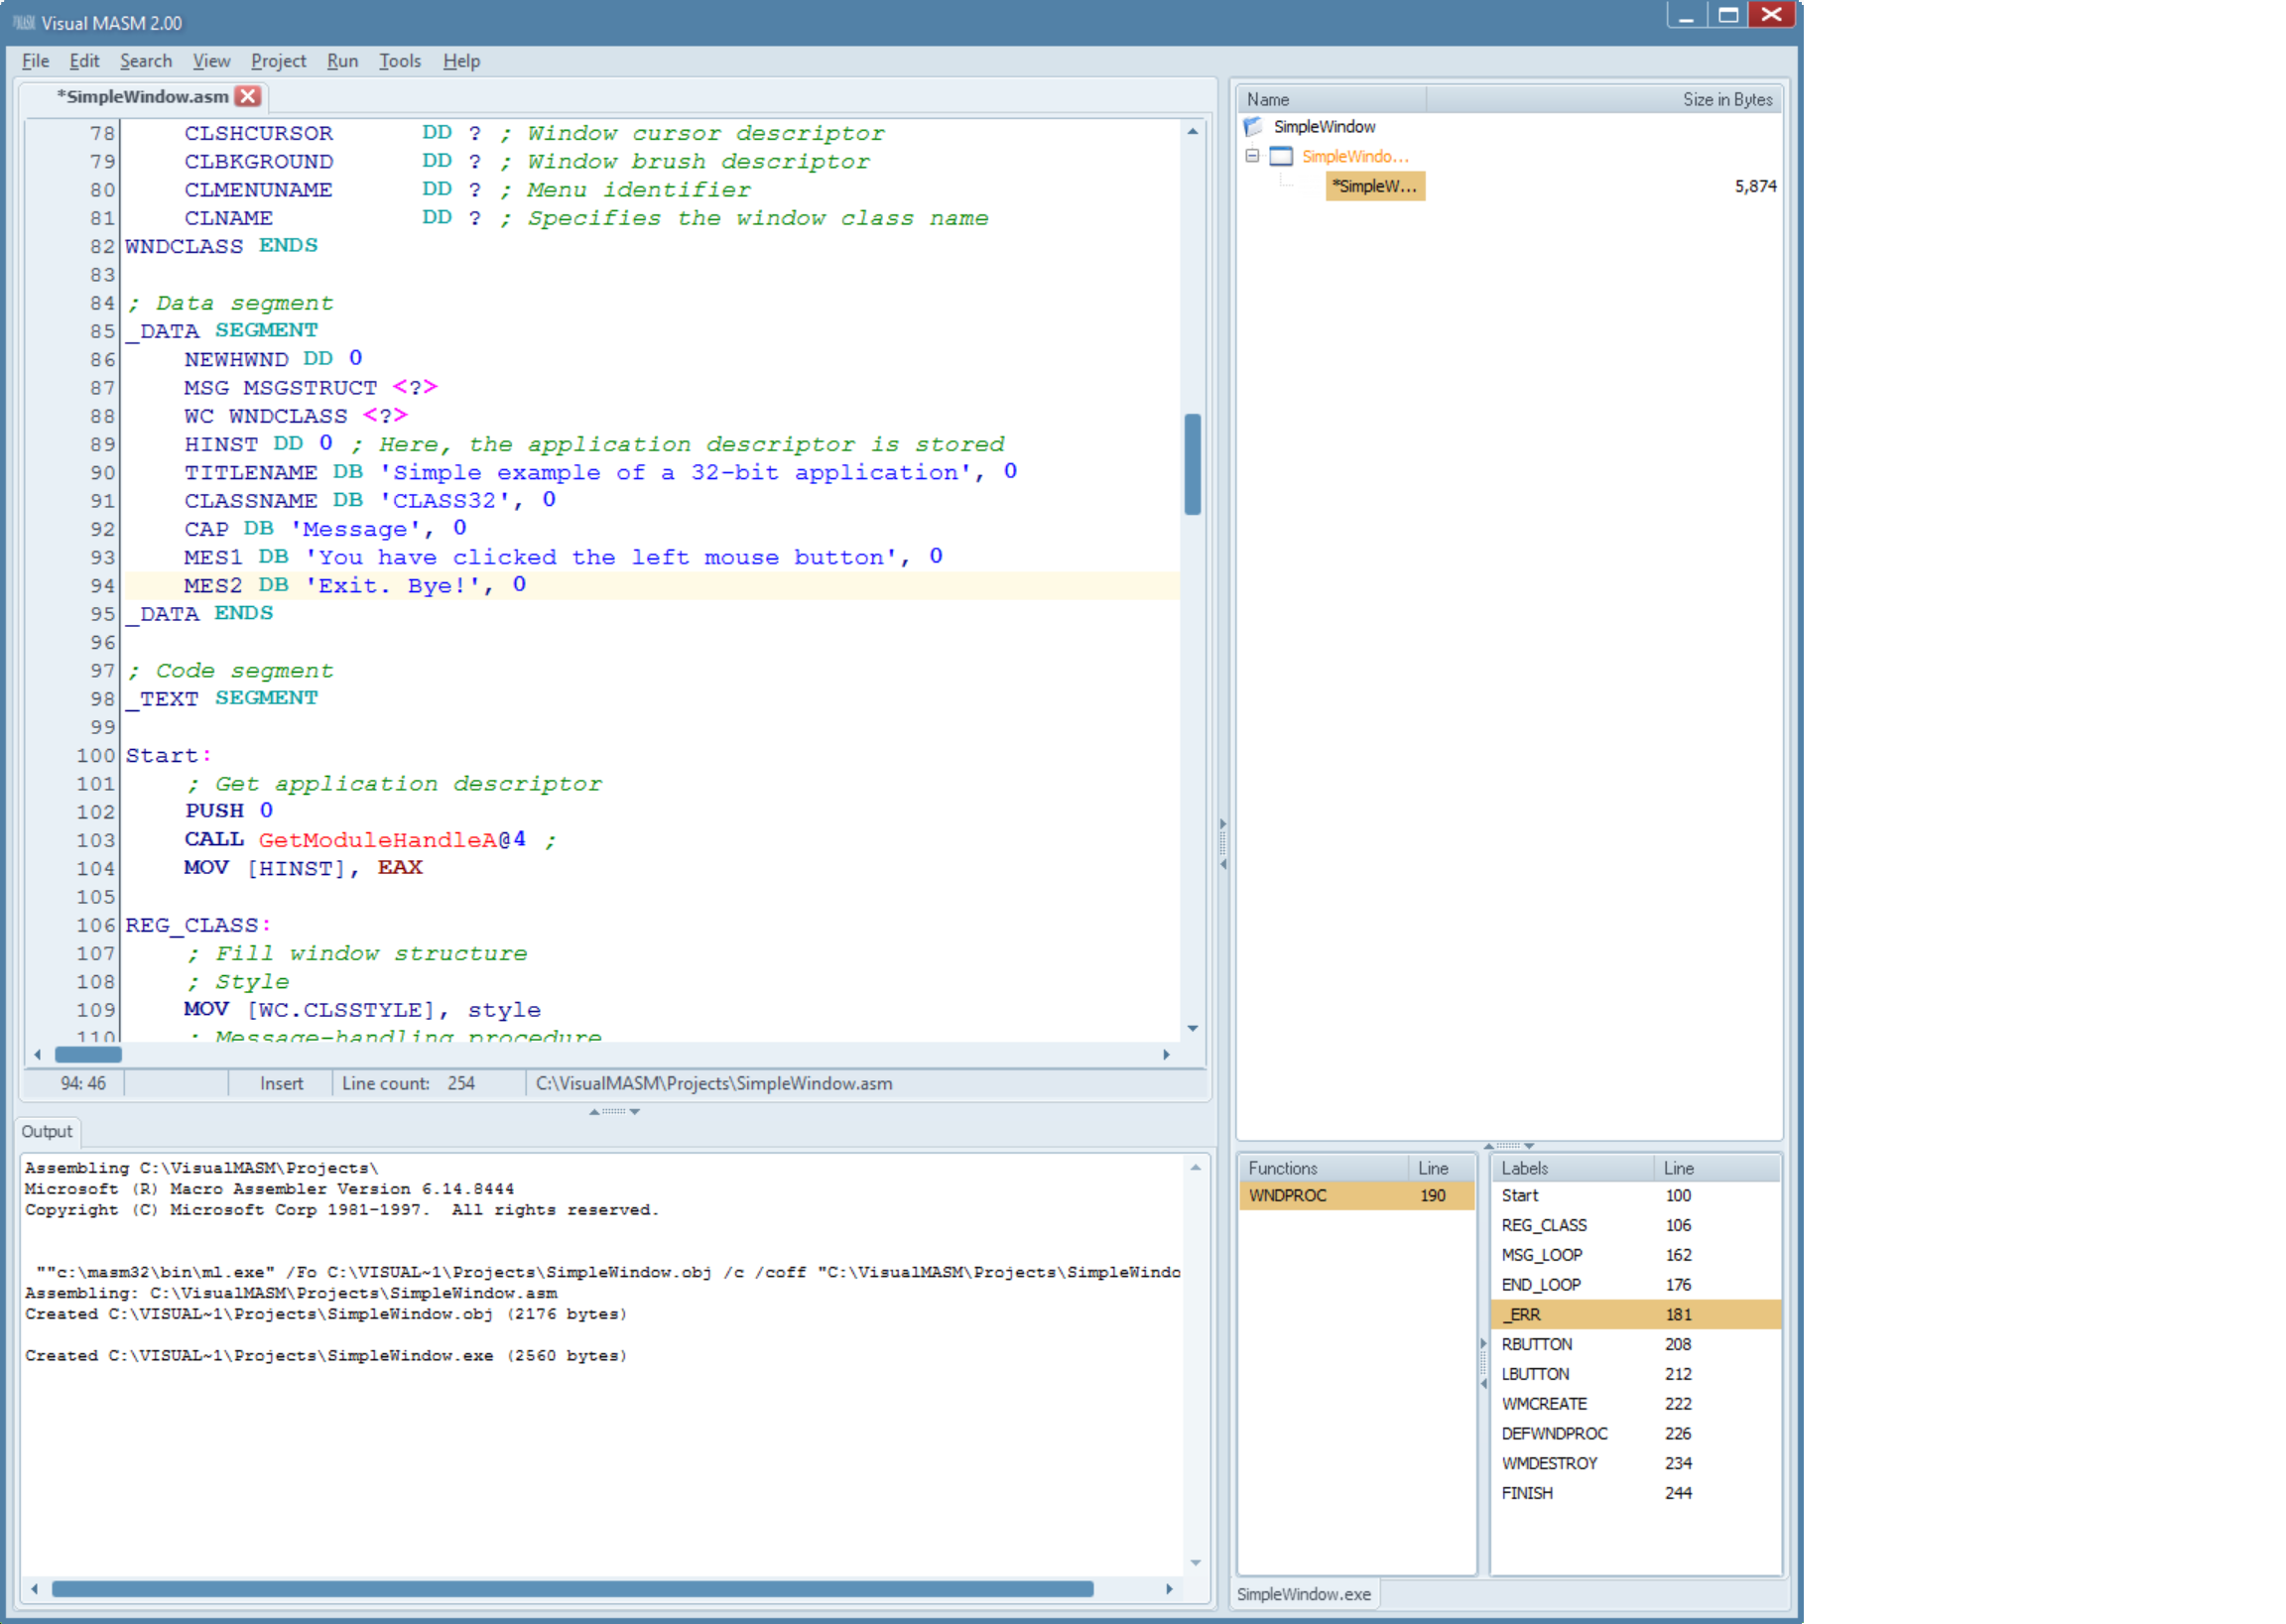 Visual MASM 2.00
File Edit Search View Project Run Tools Help
*SimpleWindow.asm
78     CLSHCURSOR      DD ? ; Window cursor descriptor
79     CLBKGROUND      DD ? ; Window brush descriptor
80     CLMENUNAME      DD ? ; Menu identifier
81     CLNAME          DD ? ; Specifies the window class name
82 WNDCLASS ENDS
83
84 ; Data segment
85 _DATA SEGMENT
86     NEWHWND DD 0
87     MSG MSGSTRUCT <?>
88     WC WNDCLASS <?>
89     HINST DD 0 ; Here, the application descriptor is stored
90     TITLENAME DB 'Simple example of a 32-bit application', 0
91     CLASSNAME DB 'CLASS32', 0
92     CAP DB 'Message', 0
93     MES1 DB 'You have clicked the left mouse button', 0
94     MES2 DB 'Exit. Bye!', 0
95 _DATA ENDS
96
97 ; Code segment
98 _TEXT SEGMENT
99
100 Start:
101     ; Get application descriptor
102     PUSH 0
103     CALL GetModuleHandleA@4 ;
104     MOV [HINST], EAX
105
106 REG_CLASS:
107     ; Fill window structure
108     ; Style
109     MOV [WC.CLSSTYLE], style
110     ; Message-handling procedure
94: 46 Insert Line count: 254 C:\VisualMASM\Projects\SimpleWindow.asm
Output
Assembling C:\VisualMASM\Projects\
Microsoft (R) Macro Assembler Version 6.14.8444
Copyright (C) Microsoft Corp 1981-1997.  All rights reserved.
""c:\masm32\bin\ml.exe" /Fo C:\VISUAL~1\Projects\SimpleWindow.obj /c /coff "C:\VisualMASM\Projects\SimpleWindo
Assembling: C:\VisualMASM\Projects\SimpleWindow.asm
Created C:\VISUAL~1\Projects\SimpleWindow.obj (2176 bytes)
Created C:\VISUAL~1\Projects\SimpleWindow.exe (2560 bytes)
Name Size in Bytes
SimpleWindow
SimpleWindo...
*SimpleW... 5,874
Functions Line
WNDPROC 190
Labels Line
Start 100
REG_CLASS 106
MSG_LOOP 162
END_LOOP 176
_ERR 181
RBUTTON 208
LBUTTON 212
WMCREATE 222
DEFWNDPROC 226
WMDESTROY 234
FINISH 244
SimpleWindow.exe